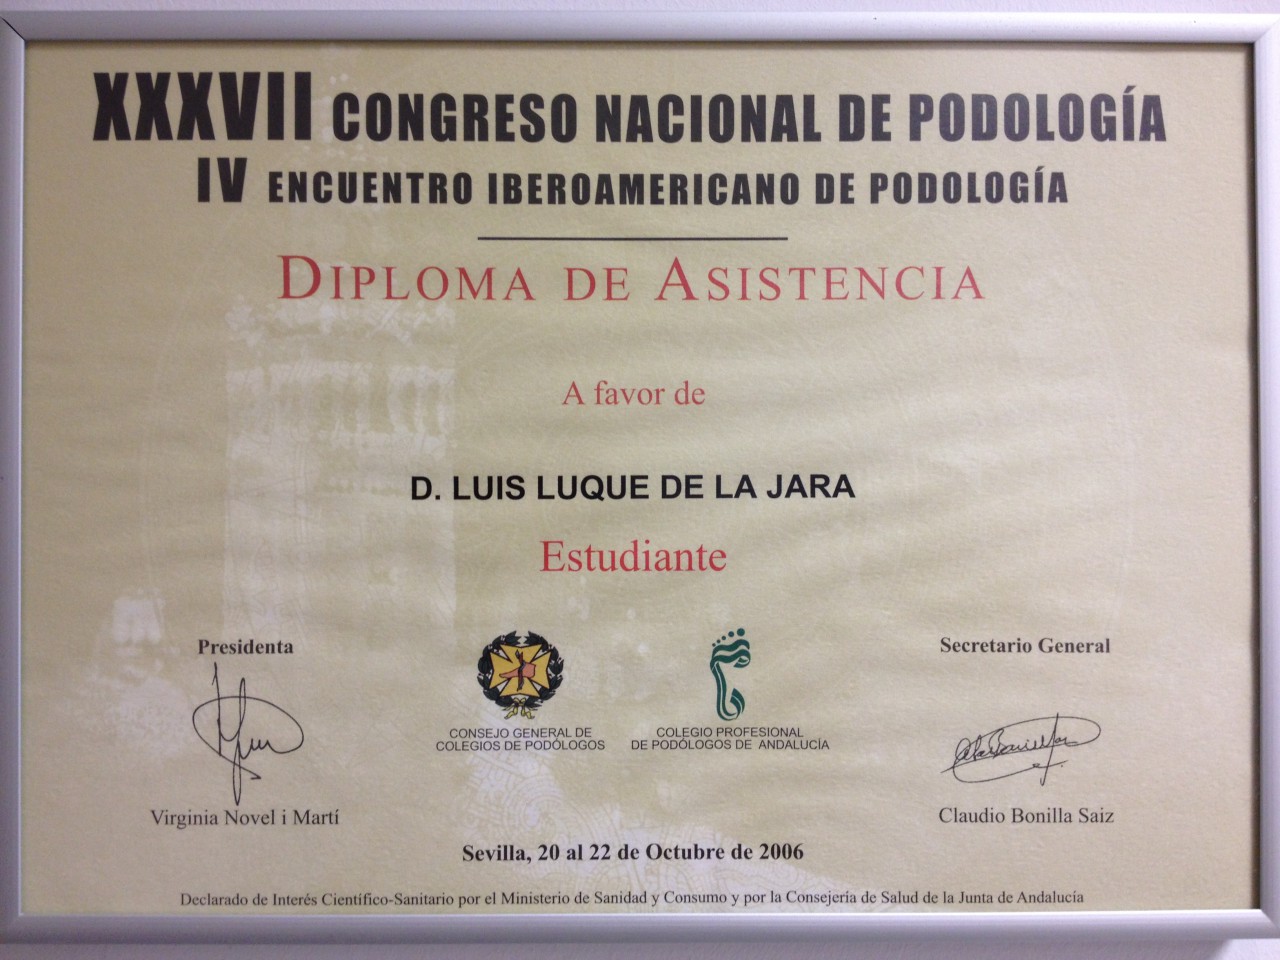 XXXVII CONGRESO NACIONAL DE PODOLOGÍA
IV ENCUENTRO IBEROAMERICANO DE PODOLOGÍA
DIPLOMA DE ASISTENCIA
A favor de
D. LUIS LUQUE DE LA JARA
Estudiante
Presidenta
Virginia Novel i Martí
CONSEJO GENERAL DE
COLEGIOS DE PODÓLOGOS
COLEGIO PROFESIONAL
DE PODÓLOGOS DE ANDALUCÍA
Secretario General
Claudio Bonilla Saiz
Sevilla, 20 al 22 de Octubre de 2006
Declarado de Interés Científico-Sanitario por el Ministerio de Sanidad y Consumo y por la Consejería de Salud de la Junta de Andalucía